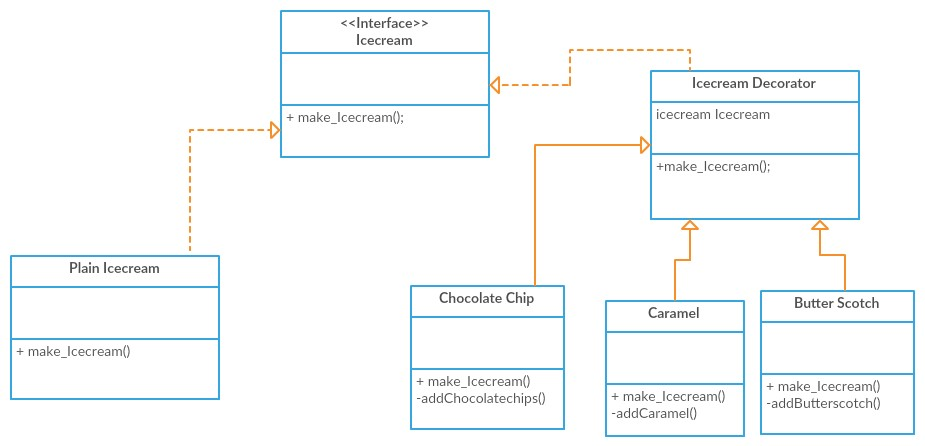 <<Interface>>
Icecream
+ make_Icecream();
Icecream Decorator
icecream Icecream
+make_Icecream();
Plain Icecream
+ make_Icecream()
Chocolate Chip
+ make_Icecream()
-addChocolatechips()
Caramel
+ make_Icecream()
-addCaramel()
Butter Scotch
+ make_Icecream()
-addButterscotch()